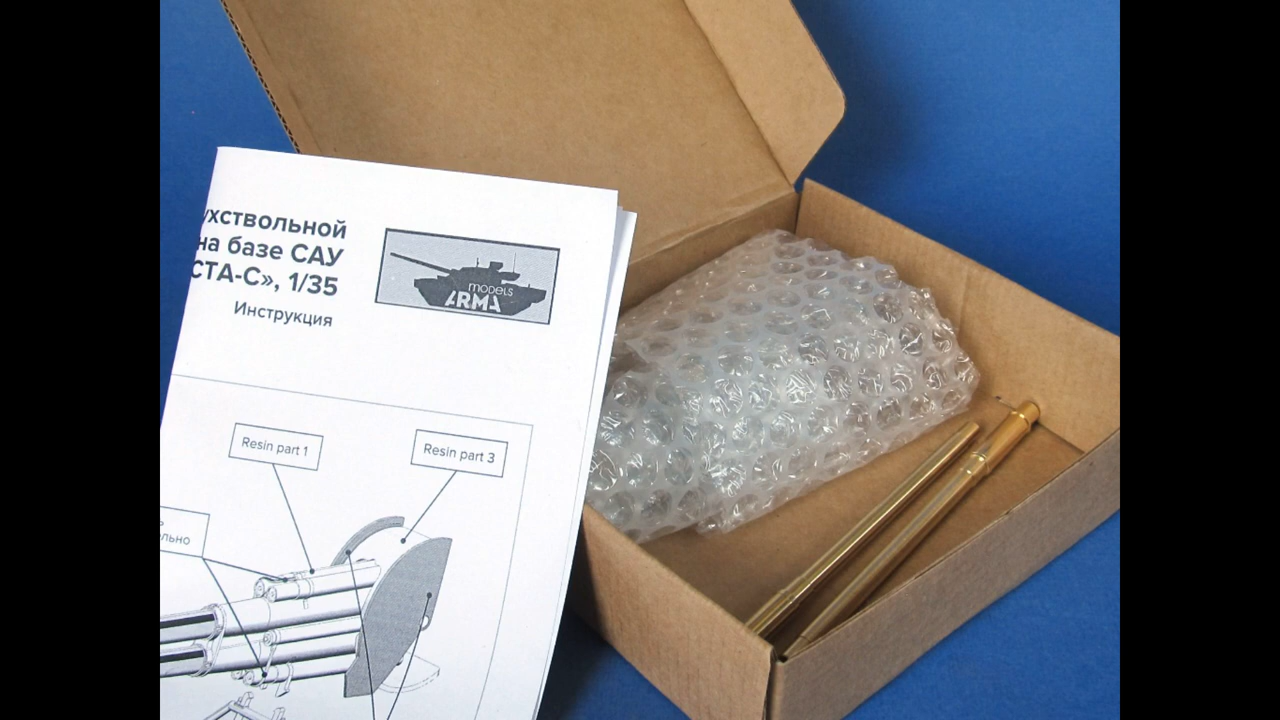 ухствольной
на базе САУ
СТА-С», 1/35
Инструкция
models
ARMA
Resin part 1
Resin part 3
льно